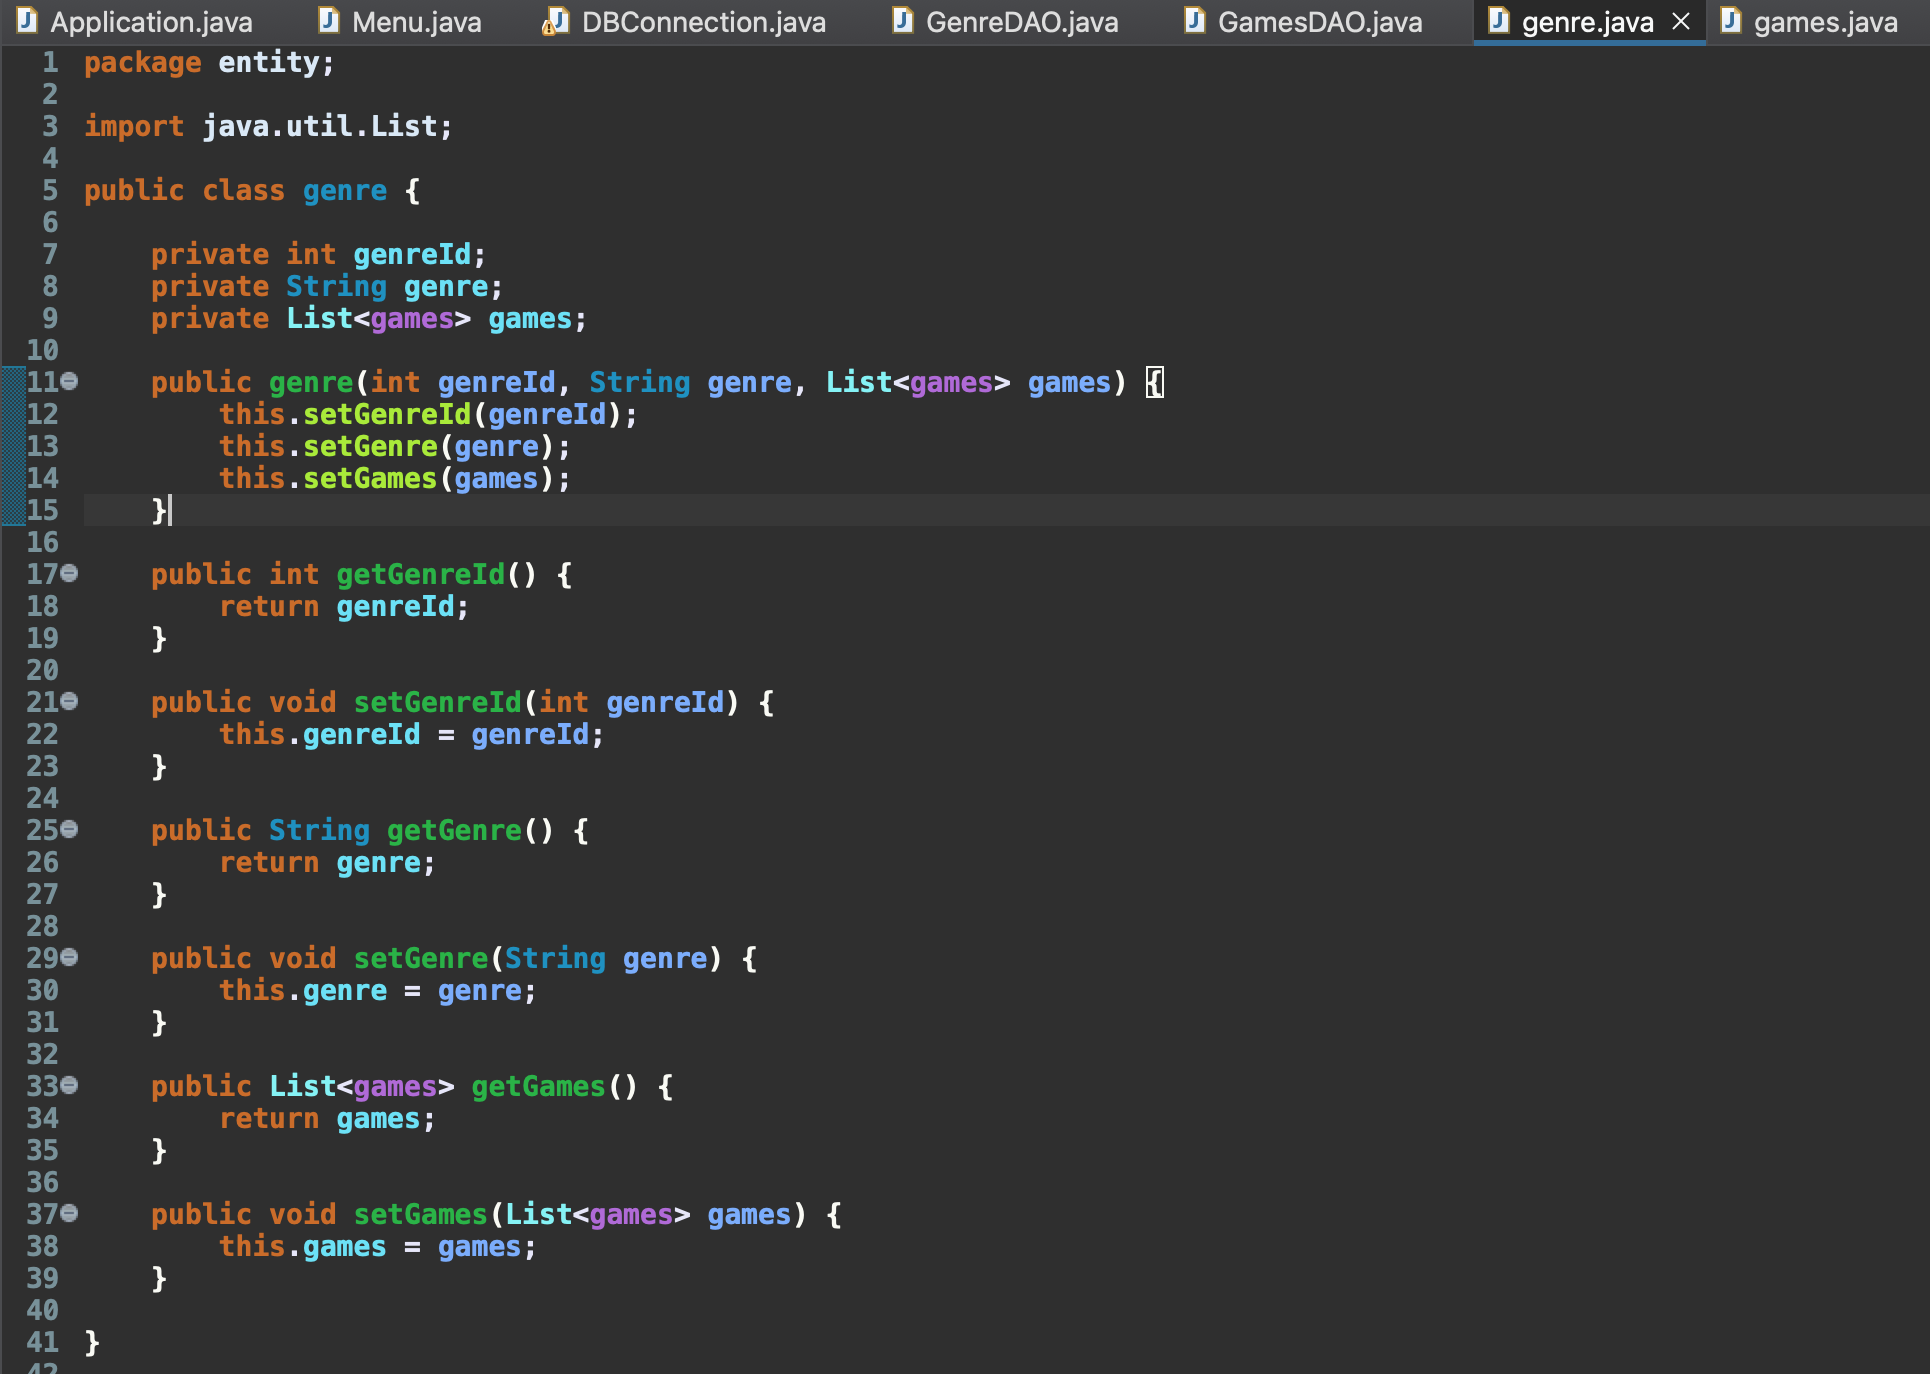 Application.java Menu.java DBConnection.java GenreDAO.java GamesDAO.java genre.java games.java
1 package entity;
2
3 import java.util.List;
4
5 public class genre {
6
7     private int genreId;
8     private String genre;
9     private List<games> games;
10
11     public genre(int genreId, String genre, List<games> games) {
12         this.setGenreId(genreId);
13         this.setGenre(genre);
14         this.setGames(games);
15     }
16
17     public int getGenreId() {
18         return genreId;
19     }
20
21     public void setGenreId(int genreId) {
22         this.genreId = genreId;
23     }
24
25     public String getGenre() {
26         return genre;
27     }
28
29     public void setGenre(String genre) {
30         this.genre = genre;
31     }
32
33     public List<games> getGames() {
34         return games;
35     }
36
37     public void setGames(List<games> games) {
38         this.games = games;
39     }
40
41 }
42